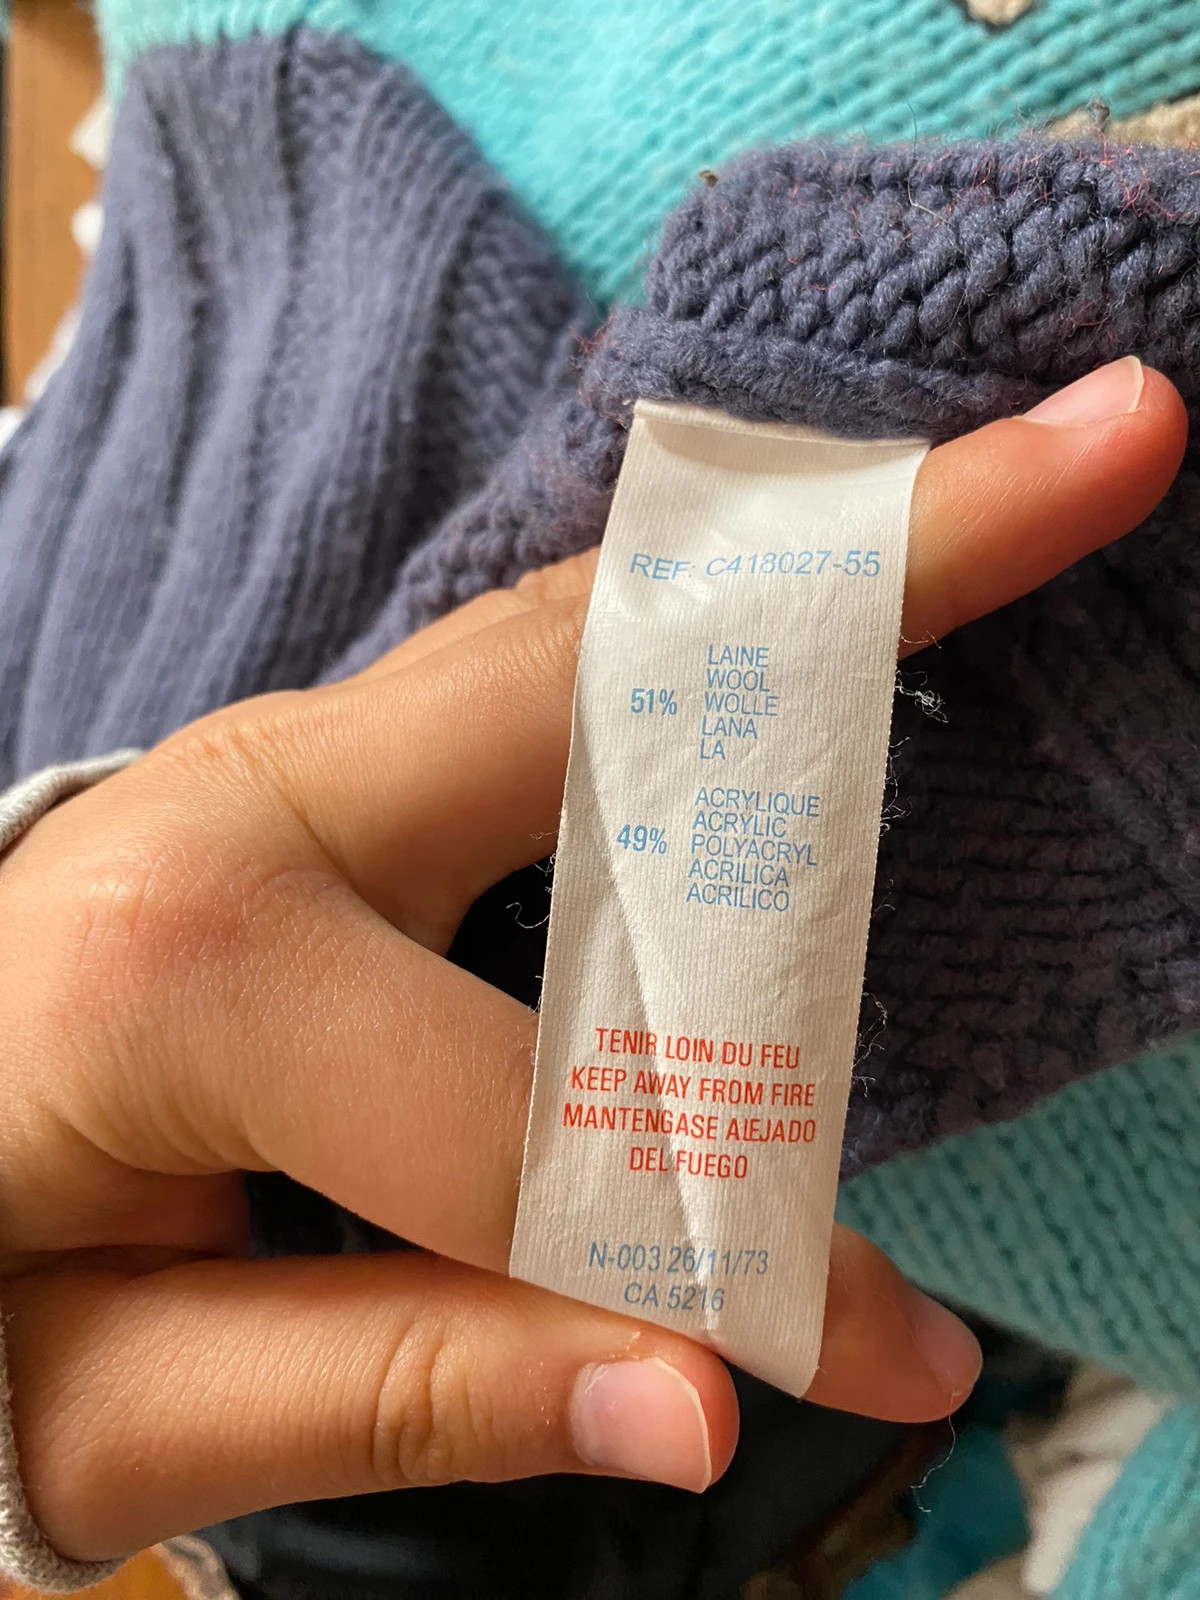 REF C418027-55
LAINE
WOOL
51% WOLLE
LANA
LA
ACRYLIQUE
ACRYLIC
49% POLYACRYL
ACRILICA
ACRILICO
TENIR LOIN DU FEU
KEEP AWAY FROM FIRE
MANTENGASE ALEJADO
DEL FUEGO
N-003 26/11/73
CA 5216